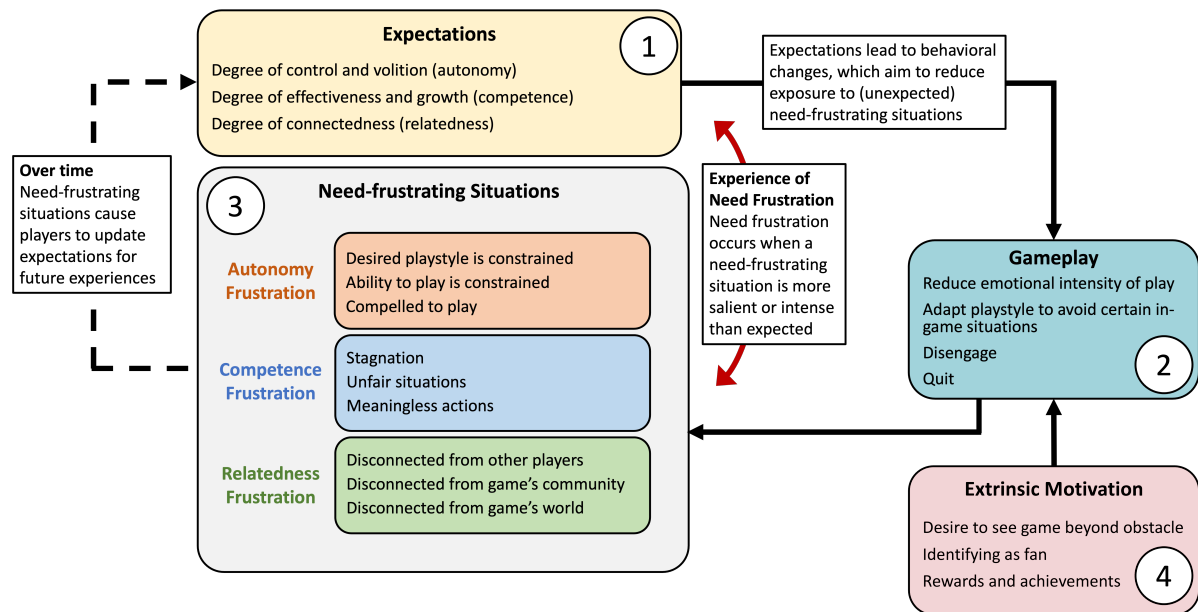 Expectations
1
Degree of control and volition (autonomy)
Degree of effectiveness and growth (competence)
Degree of connectedness (relatedness)
Expectations lead to behavioral
changes, which aim to reduce
exposure to (unexpected)
need-frustrating situations
Over time
Need-frustrating
situations cause
players to update
expectations for
future experiences
3
Need-frustrating Situations
Autonomy
Frustration
Desired playstyle is constrained
Ability to play is constrained
Compelled to play
Competence
Frustration
Stagnation
Unfair situations
Meaningless actions
Relatedness
Frustration
Disconnected from other players
Disconnected from game’s community
Disconnected from game’s world
Experience of
Need Frustration
Need frustration
occurs when a
need-frustrating
situation is more
salient or intense
than expected
Gameplay
Reduce emotional intensity of play
Adapt playstyle to avoid certain in-
game situations
Disengage
Quit
2
Extrinsic Motivation
Desire to see game beyond obstacle
Identifying as fan
Rewards and achievements
4